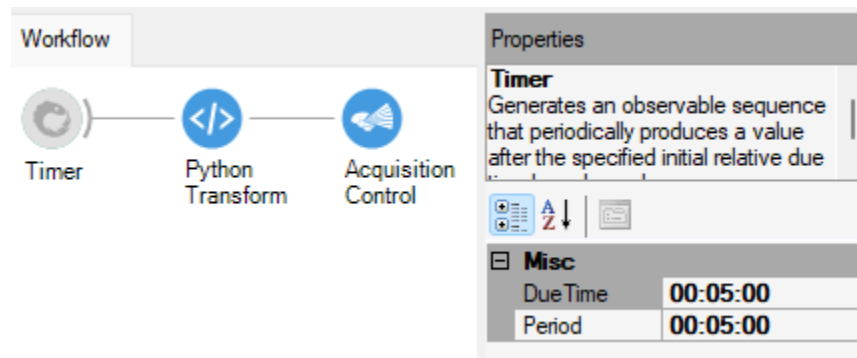 Workflow
Timer
Python
Transform
Acquisition
Control
Properties
Timer
Generates an observable sequence
that periodically produces a value
after the specified initial relative due
Misc
DueTime 00:05:00
Period 00:05:00